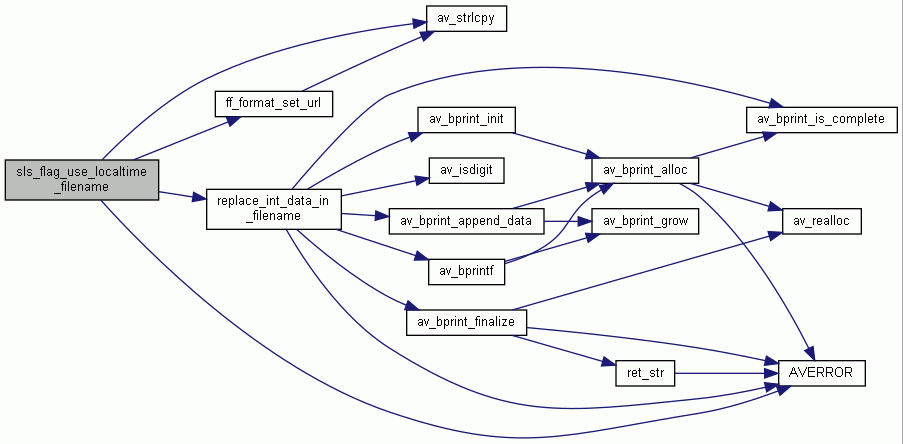 av_strlcpy
ff_format_set_url
av_bprint_init
av_bprint_is_complete
sls_flag_use_localtime
_filename
av_isdigit
av_bprint_alloc
replace_int_data_in
_filename
av_bprint_append_data
av_bprint_grow
av_realloc
av_bprintf
av_bprint_finalize
ret_str
AVERROR